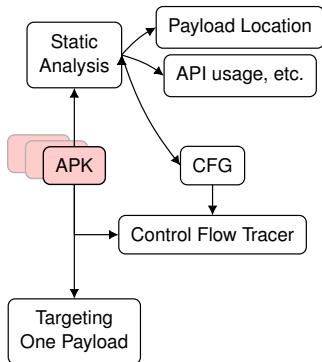 Payload Location
Static
Analysis
API usage, etc.
APK
CFG
Control Flow Tracer
Targeting
One Payload